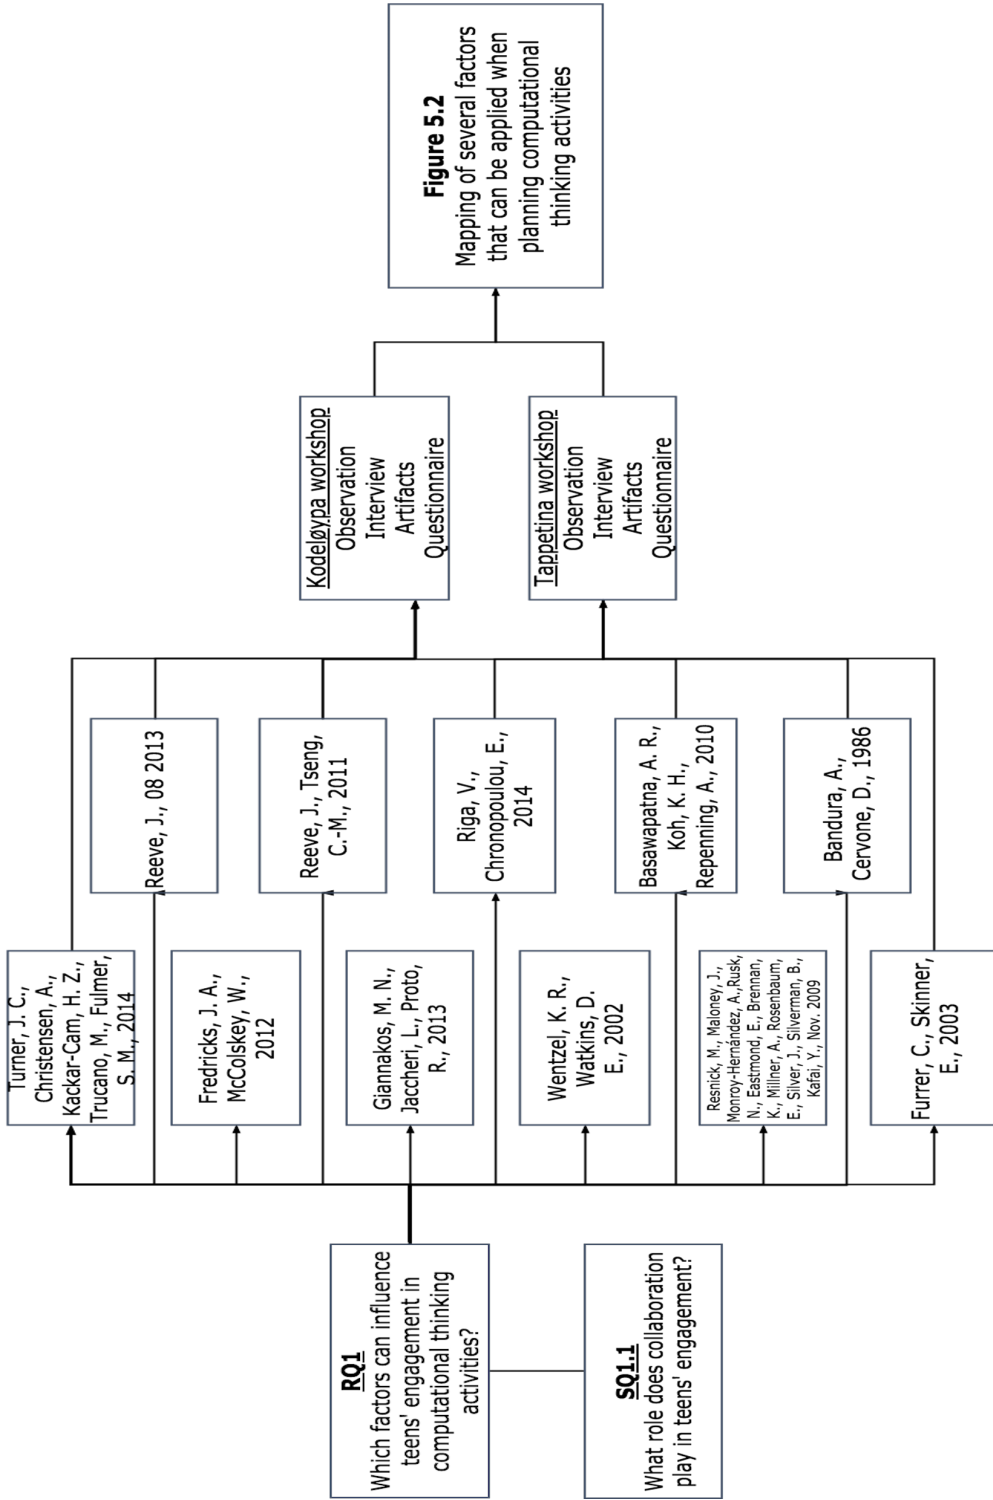 RQ1
Which factors can influence
teens' engagement in
computational thinking
activities?
SQ1.1
What role does collaboration
play in teens' engagement?
Turner, J. C.,
Christensen, A.,
Kackar-Cam, H. Z.,
Trucano, M., Fulmer,
S. M., 2014
Fredricks, J. A.,
McColskey, W.,
2012
Giannakos, M. N.,
Jaccheri, L., Proto,
R., 2013
Wentzel, K. R.,
Watkins, D.
E., 2002
Resnick, M., Maloney, J.,
Monroy-Hernández, A.,Rusk,
N., Eastmond, E., Brennan,
K., Millner, A., Rosenbaum,
E., Silver, J., Silverman, B.,
Kafai, Y., Nov. 2009
Furrer, C., Skinner,
E., 2003
Reeve, J., 08 2013
Reeve, J., Tseng,
C.-M., 2011
Riga, V.,
Chronopoulou, E.,
2014
Basawapatna, A. R.,
Koh, K. H.,
Repenning, A., 2010
Bandura, A.,
Cervone, D., 1986
Kodeløypa workshop
Observation
Interview
Artifacts
Questionnaire
Tappetina workshop
Observation
Interview
Artifacts
Questionnaire
Figure 5.2
Mapping of several factors
that can be applied when
planning computational
thinking activities